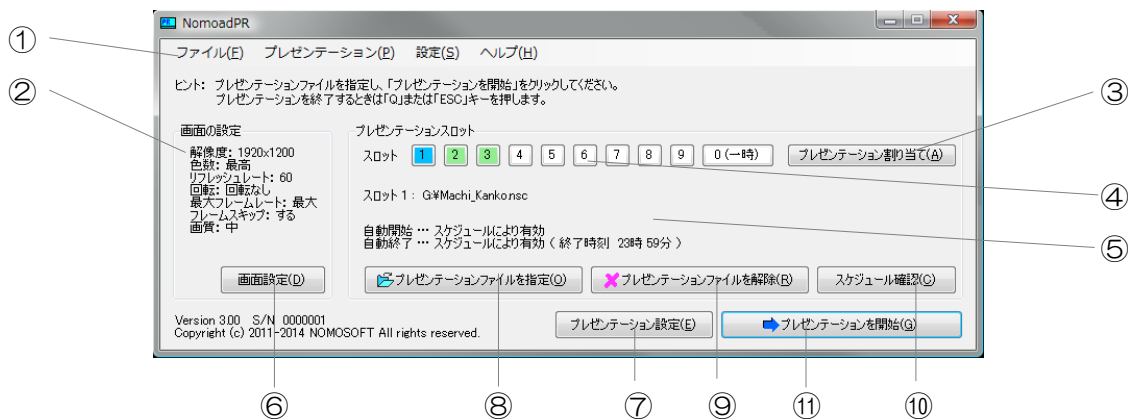 NomoadPR
① ファイル(F) プレゼンテーション(P) 設定(S) ヘルプ(H)
ヒント: プレゼンテーションファイルを指定し、「プレゼンテーションを開始」をクリックしてください。
プレゼンテーションを終了するときは「Q」または「ESC」キーを押します。
② ③
画面の設定
解像度: 1920x1200
色数: 最高
リフレッシュレート: 60
回転: 回転なし
最大フレームレート: 最大
フレームスキップ: する
画質: 中
画面設定(D)
プレゼンテーションスロット
スロット 1 2 3 4 5 6 7 8 9 0 (一時) プレゼンテーション割り当て(A)
④
スロット 1 : G:¥Machi_Kanko.nsc
⑤
自動開始 … スケジュールにより有効
自動終了 … スケジュールにより有効 ( 終了時刻 23時 59分 )
プレゼンテーションファイルを指定(O) プレゼンテーションファイルを解除(R) スケジュール確認(C)
Version 3.00 S/N 0000001
Copyright (c) 2011-2014 NOMOSOFT All rights reserved.
プレゼンテーション設定(E) プレゼンテーションを開始(G)
⑥ ⑧ ⑦ ⑨ ⑪ ⑩